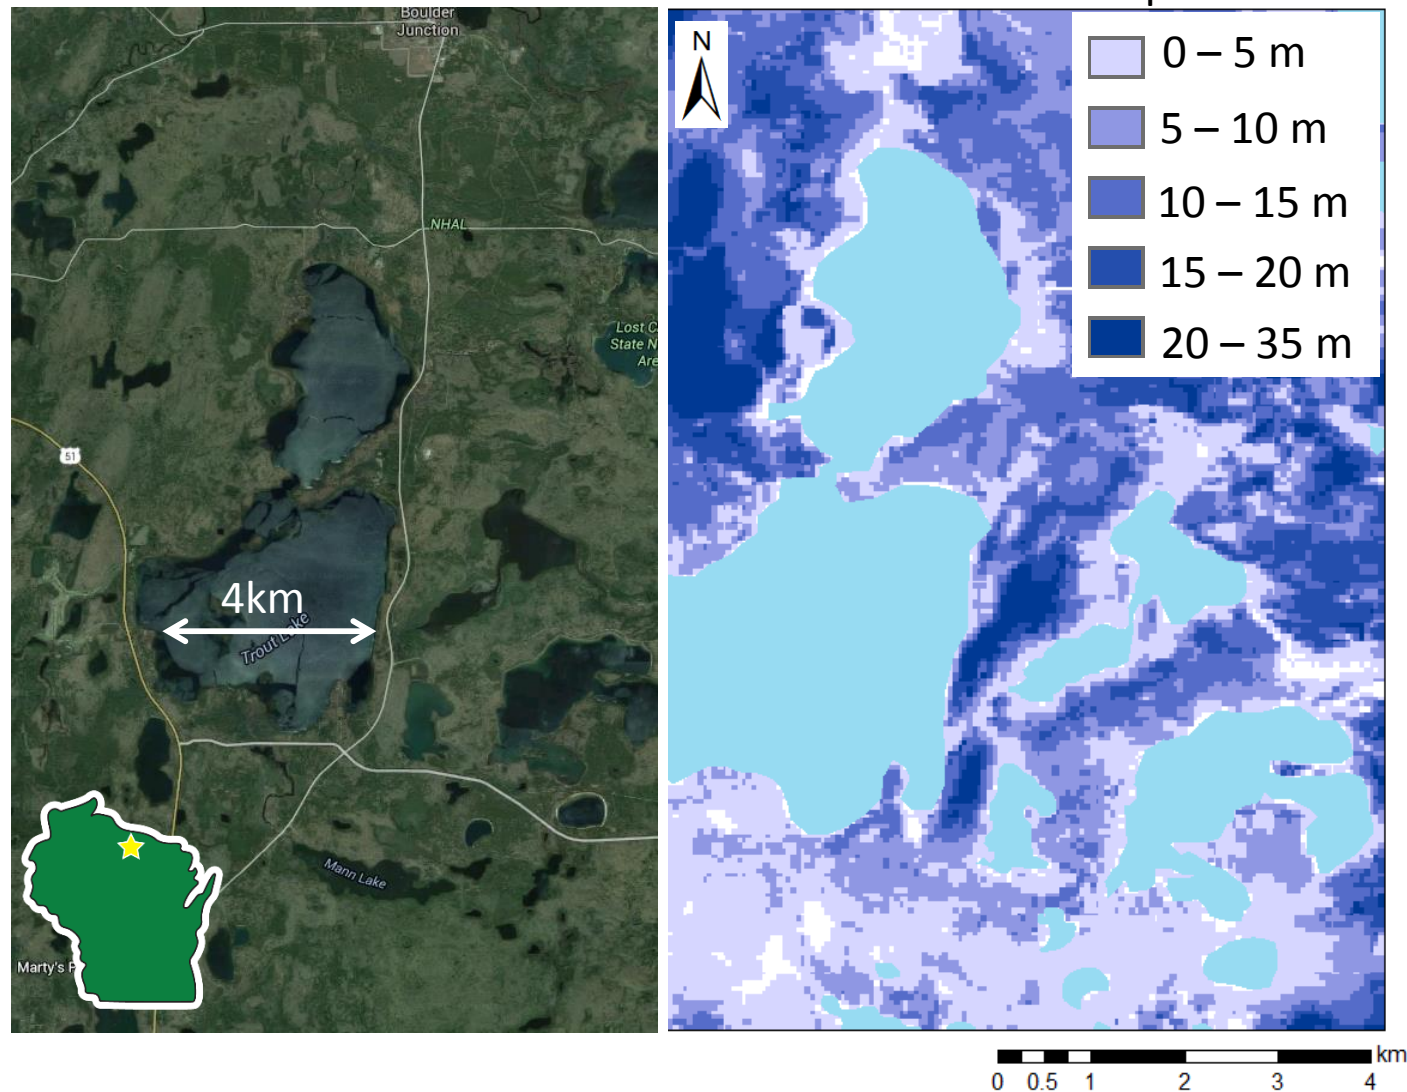 Boulder
Junction
NHAL
51
Lost C
State N
Are
4km
Trout Lake
Mann Lake
Marty's P
N
0 – 5 m
5 – 10 m
10 – 15 m
15 – 20 m
20 – 35 m
km
0 0.5 1 2 3 4